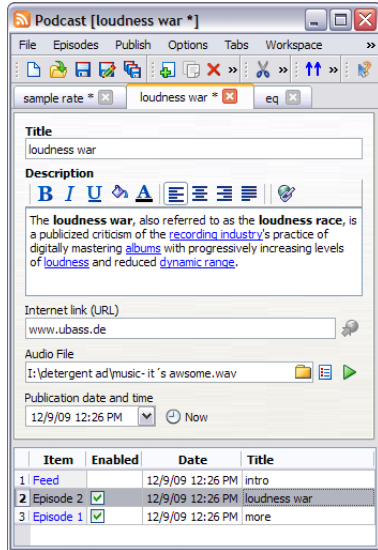 Podcast [loudness war *]
File Episodes Publish Options Tabs Workspace »
» »  »
sample rate * loudness war * eq
Title
loudness war
Description
B I U A
The loudness war, also referred to as the loudness race, is
a publicized criticism of the recording industry's practice of
digitally mastering albums with progressively increasing levels
of loudness and reduced dynamic range.
Internet link (URL)
www.ubass.de
Audio File
I:\detergent ad\music- it´s awsome.wav
Publication date and time
12/9/09 12:26 PM Now
Item Enabled Date Title
1 Feed 12/9/09 12:26 PM intro
2 Episode 2 12/9/09 12:26 PM loudness war
3 Episode 1 12/9/09 12:26 PM more